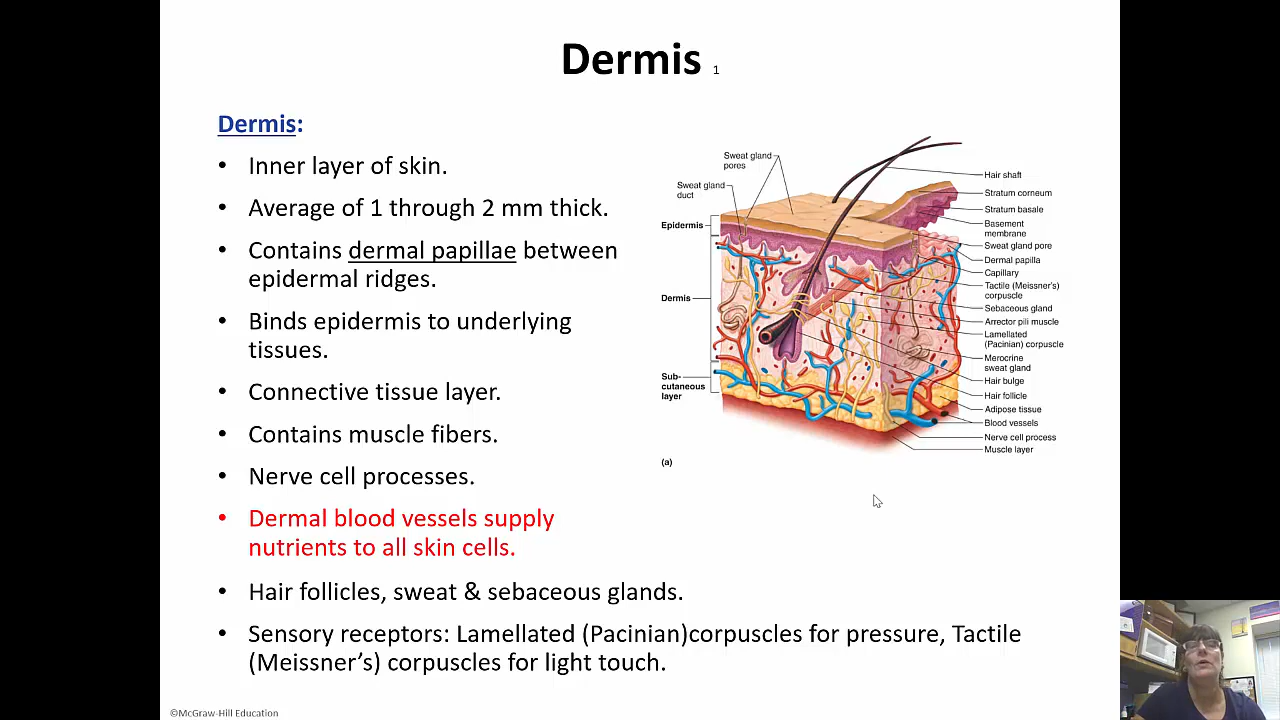 Dermis 1
Dermis:
• Inner layer of skin.
• Average of 1 through 2 mm thick.
• Contains dermal papillae between
epidermal ridges.
• Binds epidermis to underlying
tissues.
• Connective tissue layer.
• Contains muscle fibers.
• Nerve cell processes.
• Dermal blood vessels supply
nutrients to all skin cells.
• Hair follicles, sweat & sebaceous glands.
• Sensory receptors: Lamellated (Pacinian)corpuscles for pressure, Tactile
(Meissner’s) corpuscles for light touch.
Sweat gland
pores
Sweat gland
duct
Epidermis
Dermis
Sub-
cutaneous
layer
(a)
Hair shaft
Stratum corneum
Stratum basale
Basement
membrane
Sweat gland pore
Dermal papilla
Capillary
Tactile (Meissner's)
corpuscle
Sebaceous gland
Arrector pili muscle
Lamellated
(Pacinian) corpuscle
Merocrine
sweat gland
Hair bulge
Hair follicle
Adipose tissue
Blood vessels
Nerve cell process
Muscle layer
©McGraw-Hill Education